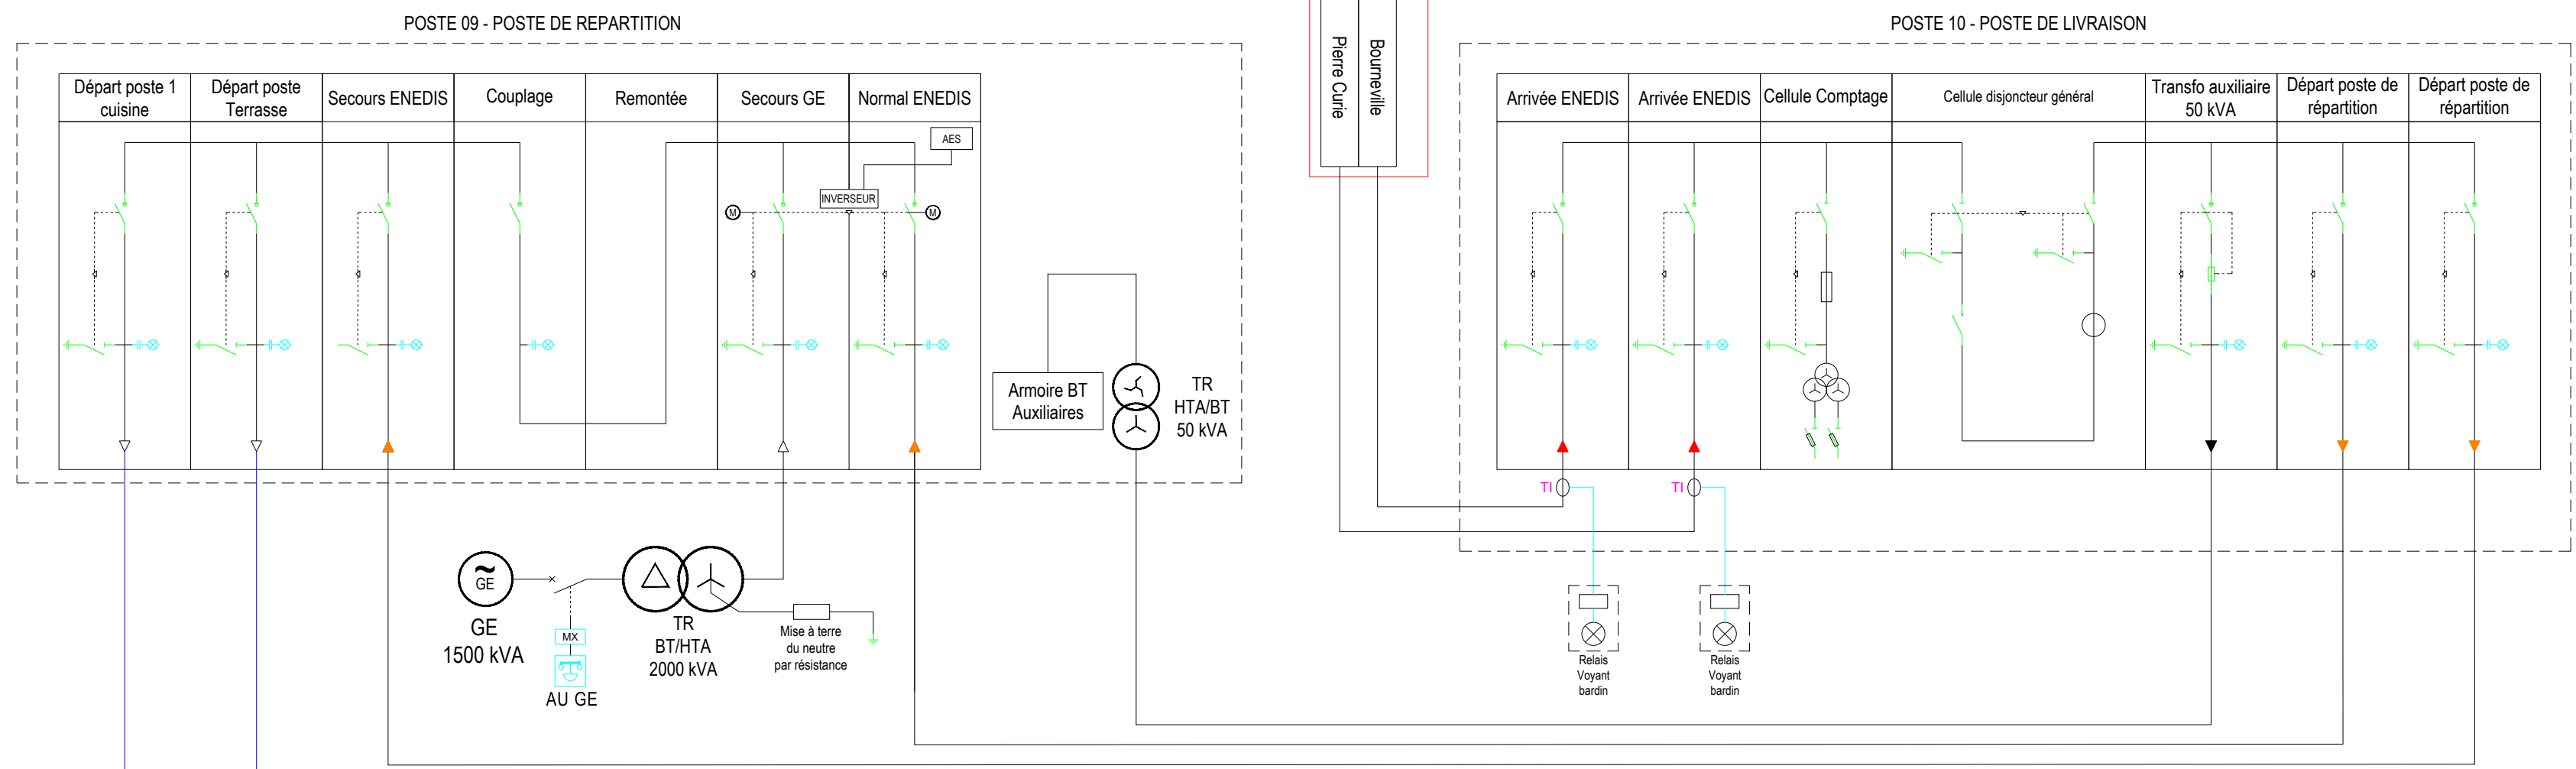 POSTE 09 - POSTE DE REPARTITION
Départ poste 1
cuisine
Départ poste
Terrasse
Secours ENEDIS
Couplage
Remontée
Secours GE
Normal ENEDIS
AES
INVERSEUR
M
M
Armoire BT
Auxiliaires
TR
HTA/BT
50 kVA
GE
GE
1500 kVA
MX
AU GE
TR
BT/HTA
2000 kVA
Mise à terre
du neutre
par résistance
Pierre Curie
Bourneville
POSTE 10 - POSTE DE LIVRAISON
Arrivée ENEDIS
Arrivée ENEDIS
Cellule Comptage
Cellule disjoncteur général
Transfo auxiliaire
50 kVA
Départ poste de
répartition
Départ poste de
répartition
TI
TI
Relais
Voyant
bardin
Relais
Voyant
bardin